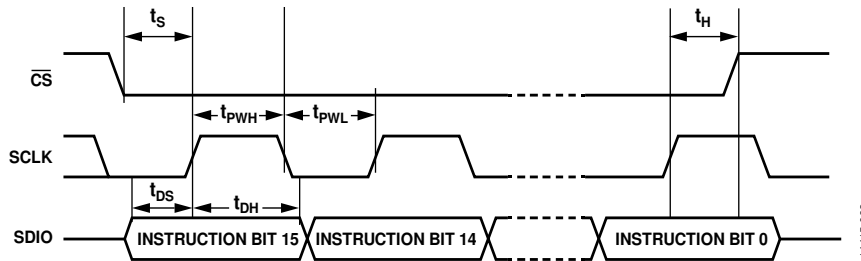 tS
tH
CS
tPWH
tPWL
SCLK
tDS
tDH
SDIO
INSTRUCTION BIT 15
INSTRUCTION BIT 14
INSTRUCTION BIT 0